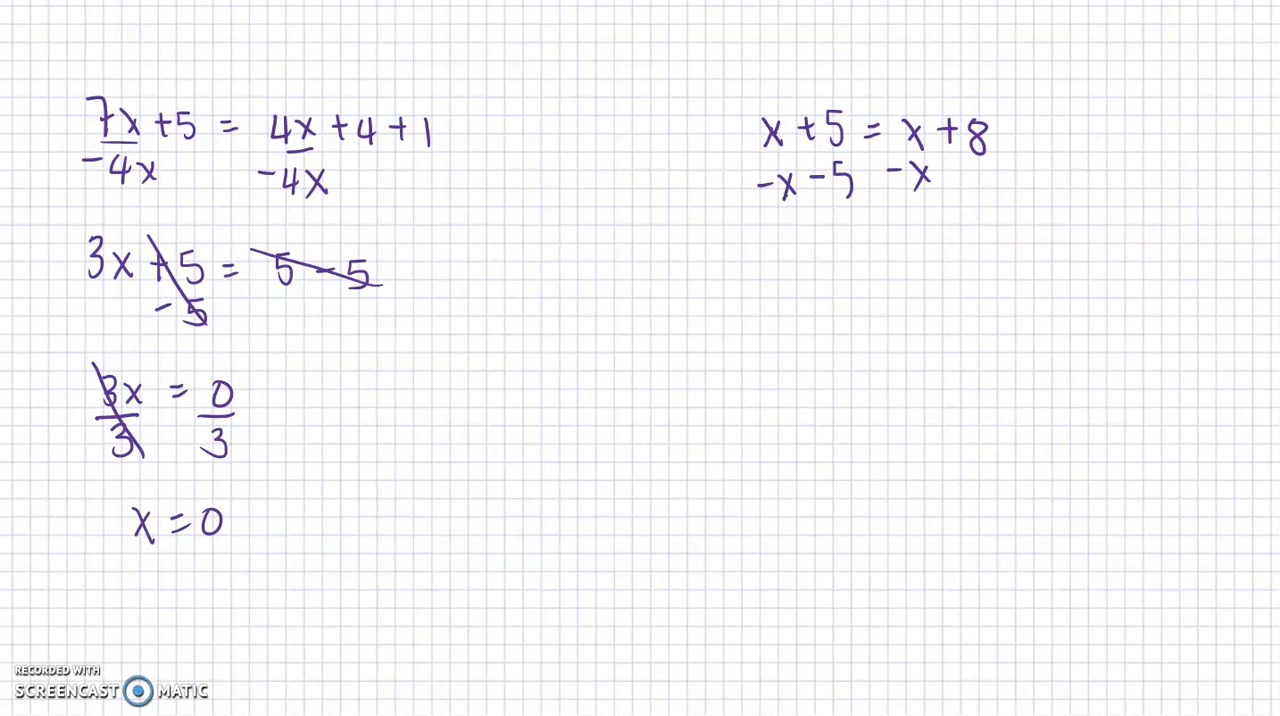 7x + 5 = 4x + 4 + 1
-4x -4x
3x + 5 = 5 - 5
- 5
3x = 0
3 3
x = 0
x + 5 = x + 8
-x - 5 -x
RECORDED WITH
SCREENCAST MATIC